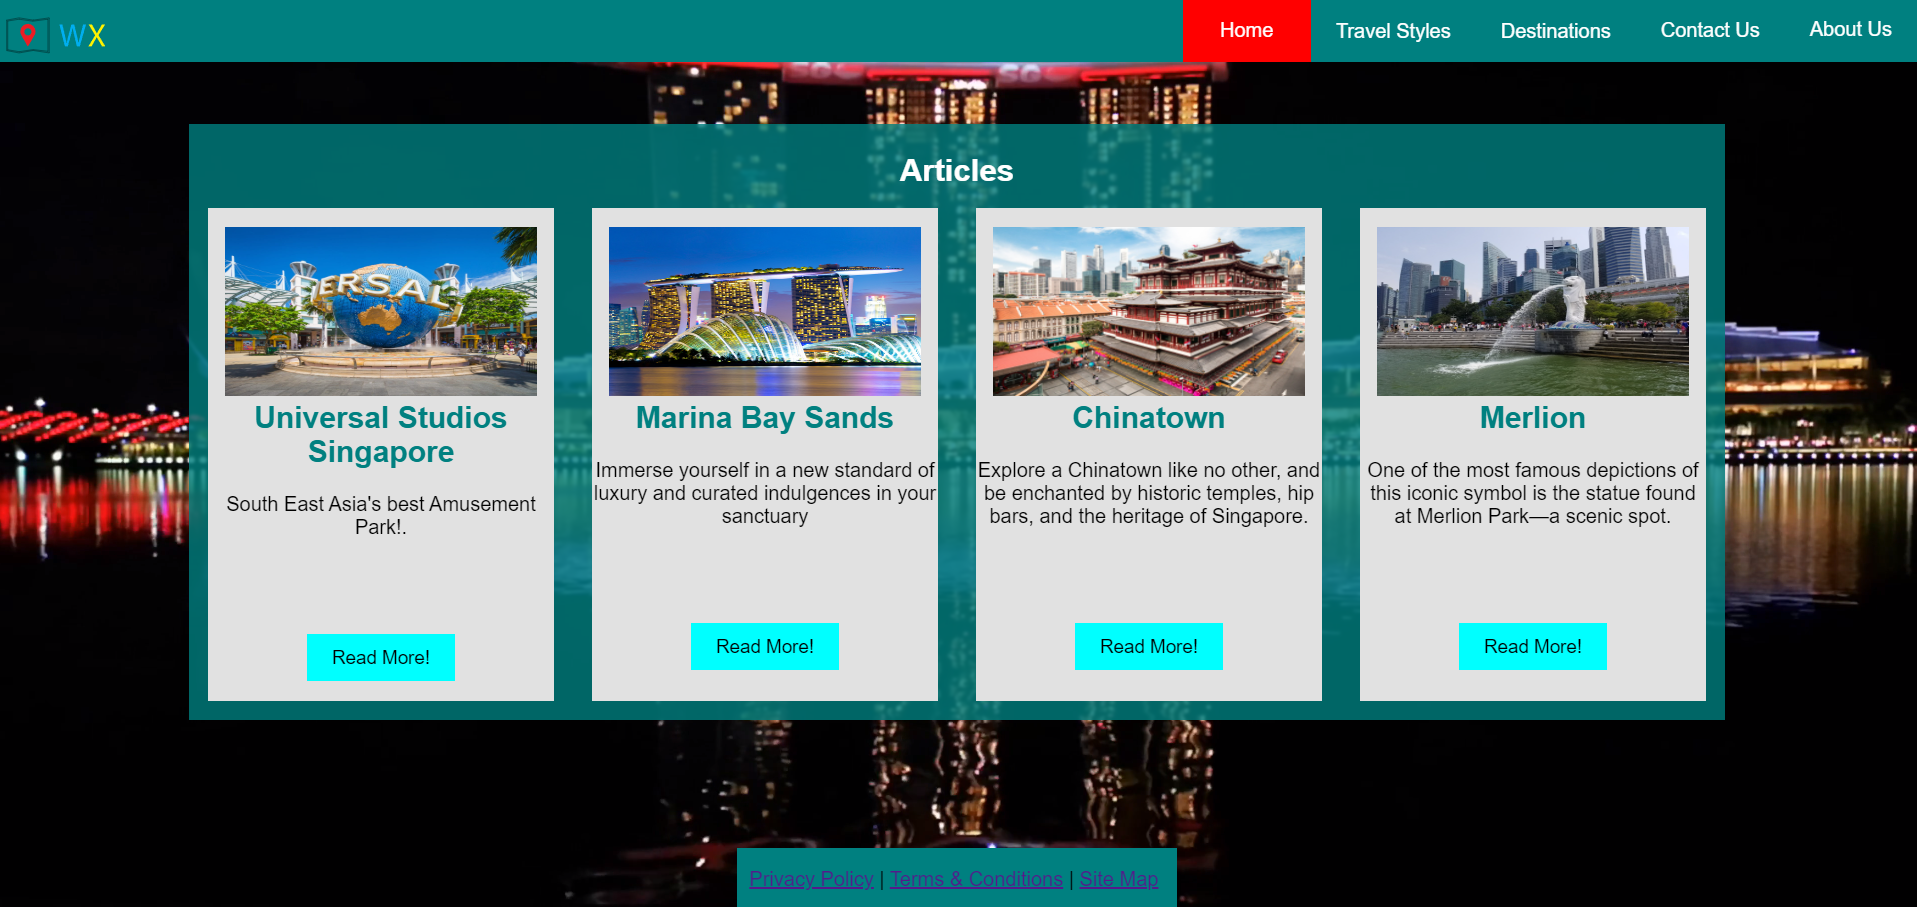 WX
Home
Travel Styles
Destinations
Contact Us
About Us
Articles
ERSAL
Universal Studios
Singapore
South East Asia's best Amusement
Park!.
Read More!
Marina Bay Sands
Immerse yourself in a new standard of
luxury and curated indulgences in your
sanctuary
Read More!
Chinatown
Explore a Chinatown like no other, and
be enchanted by historic temples, hip
bars, and the heritage of Singapore.
Read More!
Merlion
One of the most famous depictions of
this iconic symbol is the statue found
at Merlion Park—a scenic spot.
Read More!
Privacy Policy | Terms & Conditions | Site Map